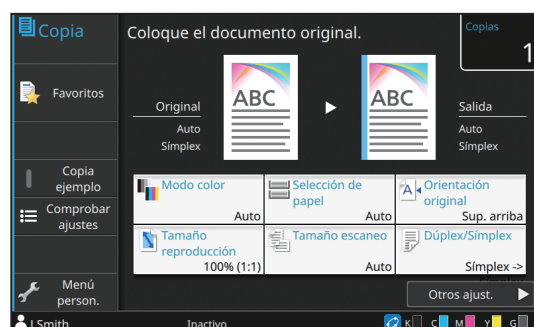 Copia
Coloque el documento original.
Copias
1
Favoritos
Original
Auto
Símplex
ABC
ABC
Salida
Auto
Símplex
Copia
ejemplo
Comprobar
ajustes
Menú
person.
Modo color
Auto
Selección de
papel
Auto
A
Orientación
original
Sup. arriba
Tamaño
reproducción
100% (1:1)
Tamaño escaneo
Auto
Dúplex/Símplex
Símplex ->
Otros ajust.
J Smith
Inactivo
K C M Y G